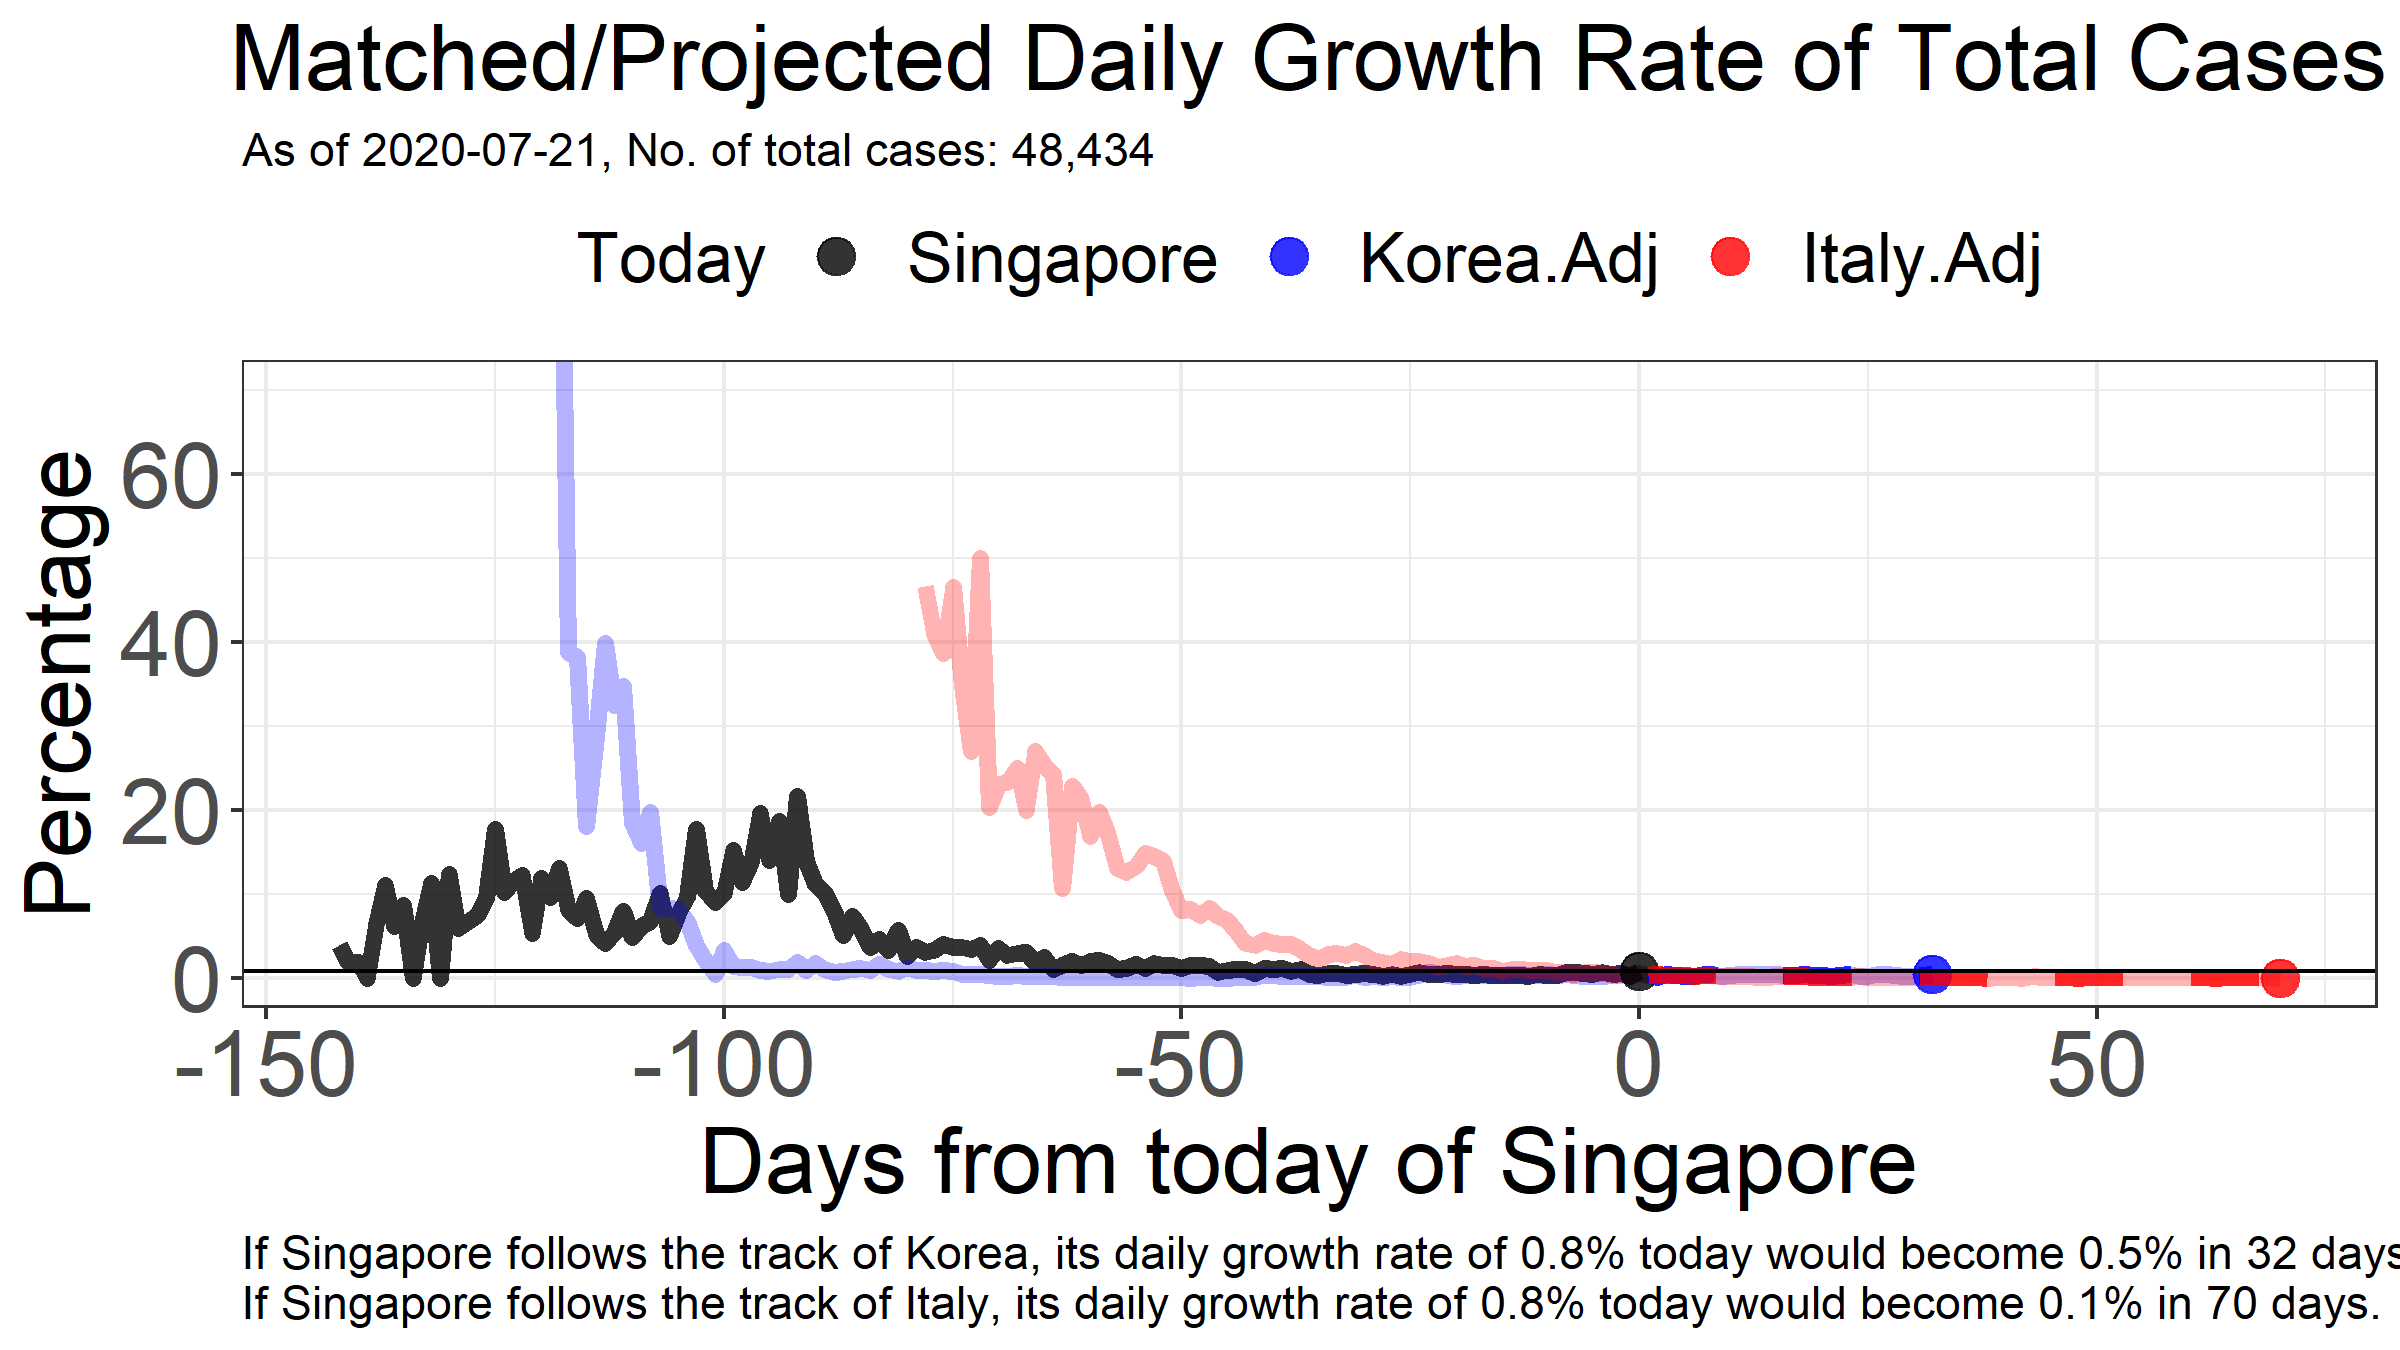 Matched/Projected Daily Growth Rate of Total Cases
As of 2020-07-21, No. of total cases: 48,434
Today Singapore Korea.Adj Italy.Adj
Percentage
60
40
20
0
-150 -100 -50 0 50
Days from today of Singapore
If Singapore follows the track of Korea, its daily growth rate of 0.8% today would become 0.5% in 32 days
If Singapore follows the track of Italy, its daily growth rate of 0.8% today would become 0.1% in 70 days.